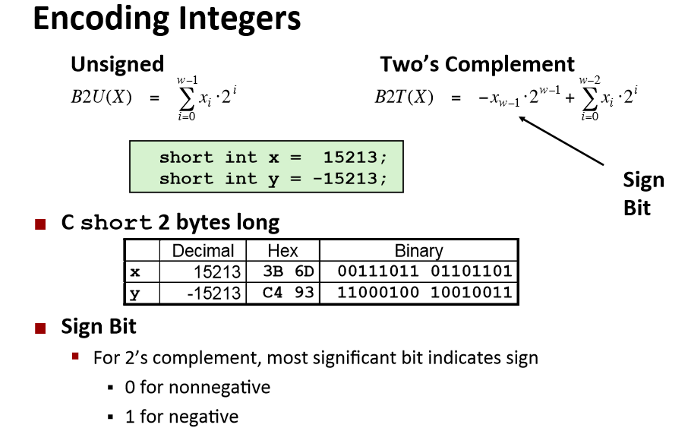 Encoding Integers
Unsigned
B2U(X) = \sum_{i=0}^{w-1} x_i · 2^i
Two's Complement
B2T(X) = −x_{w−1} · 2^{w−1} + \sum_{i=0}^{w-2} x_i · 2^i
short int x = 15213;
short int y = -15213;
Sign
Bit
C short 2 bytes long
Decimal Hex Binary
x 15213 3B 6D 00111011 01101101
y -15213 C4 93 11000100 10010011
Sign Bit
For 2's complement, most significant bit indicates sign
0 for nonnegative
1 for negative